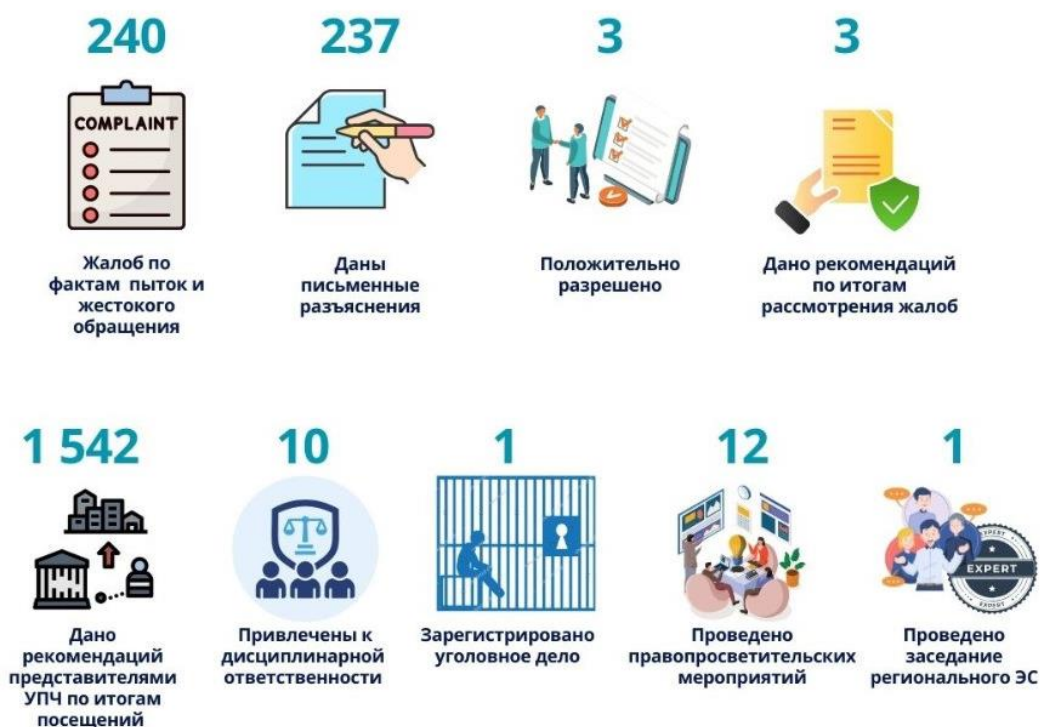 240
237
3
3
COMPLAINT
Жалоб по
фактам пыток и
жестокого
обращения
Даны
письменные
разъяснения
Положительно
разрешено
Дано рекомендаций
по итогам
рассмотрения жалоб
1 542
10
1
12
1
EXPERT
EXPERT
EXPERT
Дано
рекомендаций
представителями
УПЧ по итогам
посещений
Привлечены к
дисциплинарной
ответственности
Зарегистрировано
уголовное дело
Проведено
правопросветительских
мероприятий
Проведено
заседание
регионального ЭС